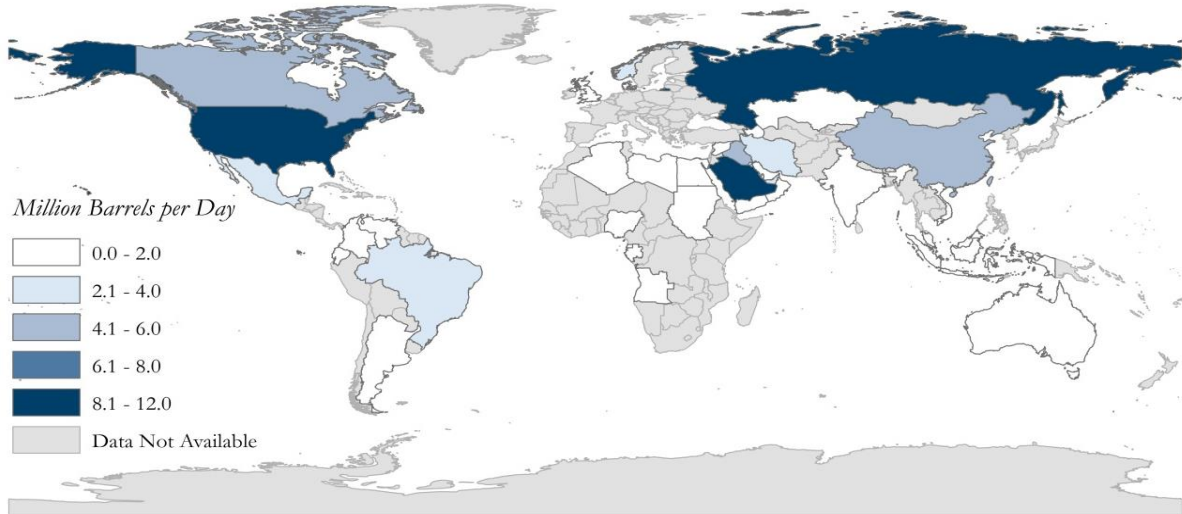 Million Barrels per Day
0.0 - 2.0
2.1 - 4.0
4.1 - 6.0
6.1 - 8.0
8.1 - 12.0
Data Not Available